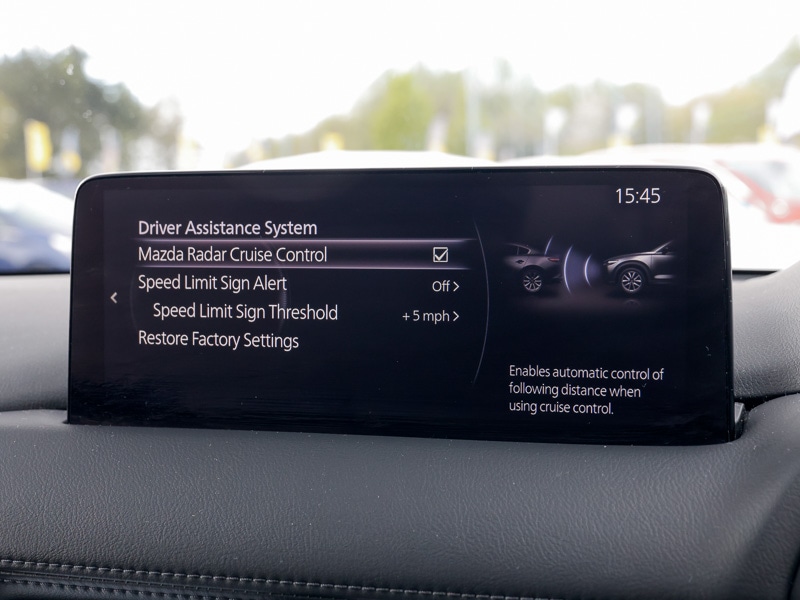 15:45
Driver Assistance System
Mazda Radar Cruise Control
Speed Limit Sign Alert Off
Speed Limit Sign Threshold +5 mph
Restore Factory Settings
Enables automatic control of
following distance when
using cruise control.